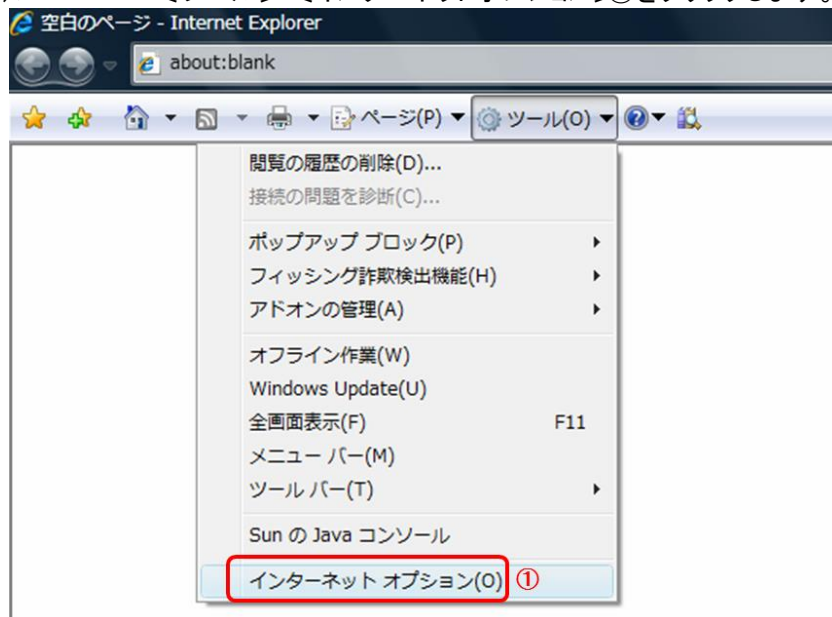 空白のページ - Internet Explorer
about:blank
ページ(P) ツール(O)
閲覧の履歴の削除(D)...
接続の問題を診断(C)...
ポップアップ ブロック(P)
フィッシング詐欺検出機能(H)
アドオンの管理(A)
オフライン作業(W)
Windows Update(U)
全画面表示(F) F11
メニュー バー(M)
ツール バー(T)
Sun の Java コンソール
インターネット オプション(O) ①